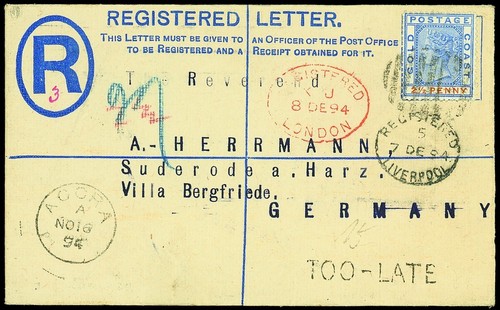 REGISTERED LETTER.
THIS LETTER MUST BE GIVEN TO AN OFFICER OF THE POST OFFICE
TO BE REGISTERED AND A RECEIPT OBTAINED FOR IT.
R
3
POSTAGE
GOLD COAST
2½ PENNY
T Reverend
REGISTERED
J
8 DE 94
LONDON
REGISTERED
5
7 DE 94
LIVERPOOL
A.- HERRMANN
Suderode a. Harz.
Villa Bergfriede.
GERMANY
ACCRA
A
NO 16
94
TOO-LATE